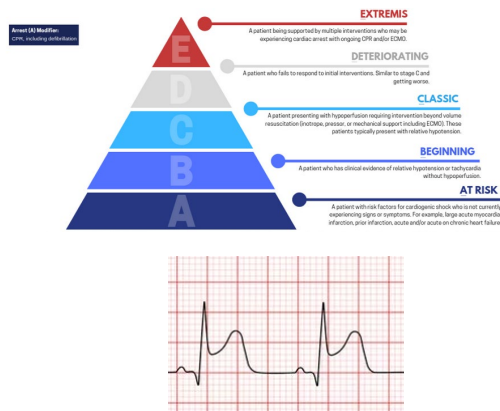 EXTREMIS
Arrest (A) Modifier:
CPR, including defibrillation
A patient being supported by multiple interventions who may be
experiencing cardiac arrest with ongoing CPR and/or ECMO.
E
DETERIORATING
A patient who fails to respond to initial interventions. Similar to stage C and
getting worse.
D
CLASSIC
A patient presenting with hypoperfusion requiring intervention beyond volume
resuscitation (inotrope, pressor, or mechanical support including ECMO). These
patients typically present with relative hypotension.
C
BEGINNING
A patient who has clinical evidence of relative hypotension or tachycardia
without hypoperfusion.
B
AT RISK
A patient with risk factors for cardiogenic shock who is not currently
experiencing signs or symptoms. For example, large acute myocardial
infarction, prior infarction, acute and/or acute on chronic heart failure
A